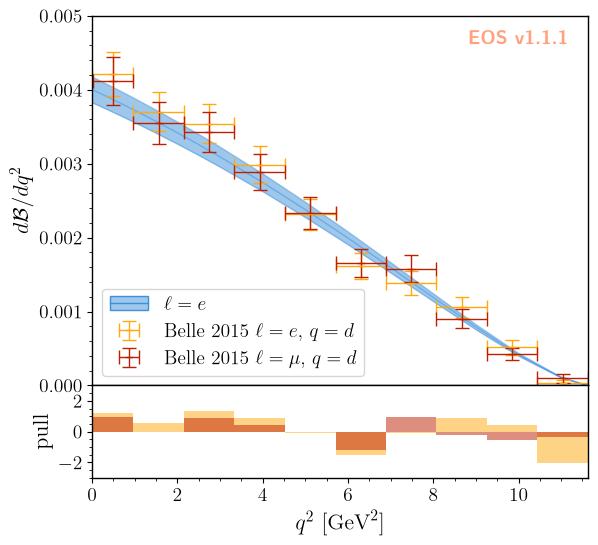 0.005
EOS v1.1.1
0.004
0.003
dℬ/dq²
0.002
0.001
ℓ = e
Belle 2015 ℓ = e, q = d
Belle 2015 ℓ = μ, q = d
0.000
2
0
−2
pull
0 2 4 6 8 10
q² [GeV²]